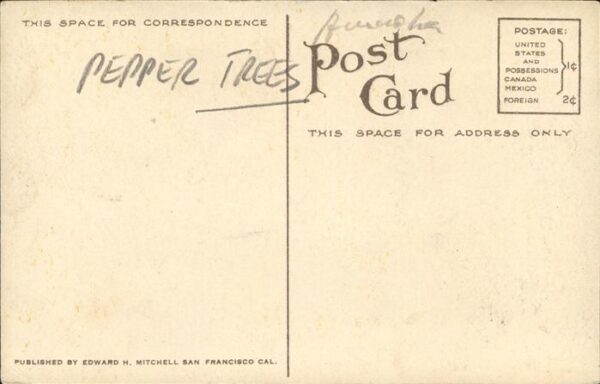 THIS SPACE FOR CORRESPONDENCE
PEPPER TREES
Post
Card
THIS SPACE FOR ADDRESS ONLY
POSTAGE:
UNITED
STATES
AND
POSSESSIONS
CANADA
MEXICO
1¢
FOREIGN 2¢
PUBLISHED BY EDWARD H. MITCHELL SAN FRANCISCO CAL.